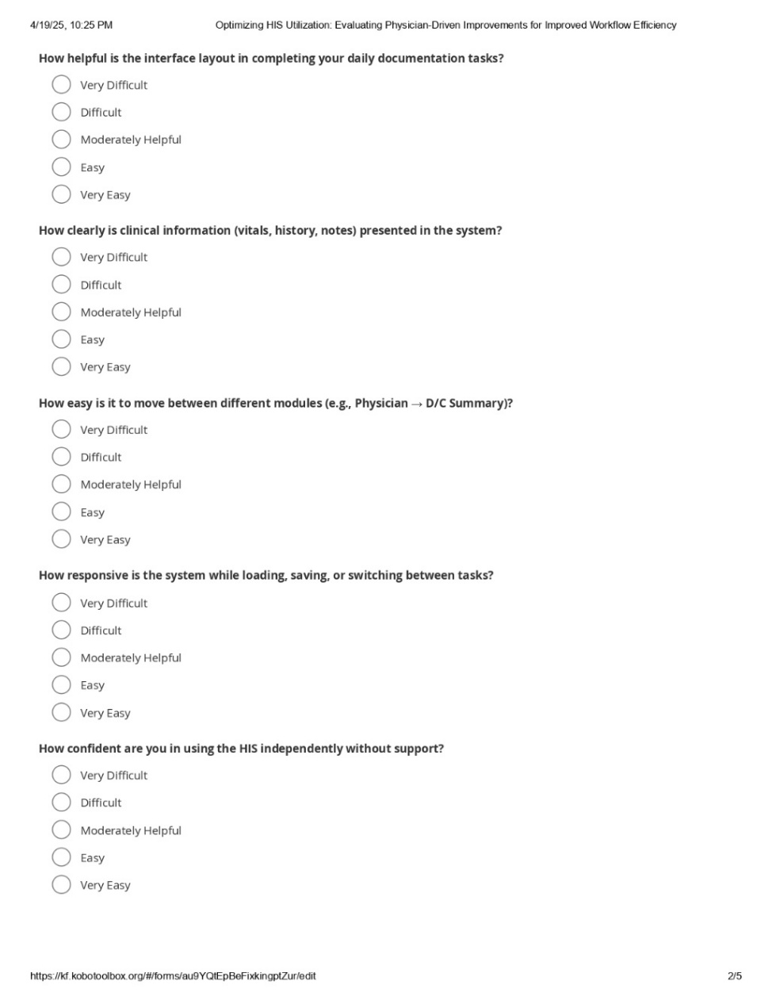 4/19/25, 10:25 PM Optimizing HIS Utilization: Evaluating Physician-Driven Improvements for Improved Workflow Efficiency
How helpful is the interface layout in completing your daily documentation tasks?
Very Difficult
Difficult
Moderately Helpful
Easy
Very Easy
How clearly is clinical information (vitals, history, notes) presented in the system?
Very Difficult
Difficult
Moderately Helpful
Easy
Very Easy
How easy is it to move between different modules (e.g., Physician → D/C Summary)?
Very Difficult
Difficult
Moderately Helpful
Easy
Very Easy
How responsive is the system while loading, saving, or switching between tasks?
Very Difficult
Difficult
Moderately Helpful
Easy
Very Easy
How confident are you in using the HIS independently without support?
Very Difficult
Difficult
Moderately Helpful
Easy
Very Easy
https://kf.kobotoolbox.org/#/forms/au9YQtEpBeFixkingptZur/edit 2/5